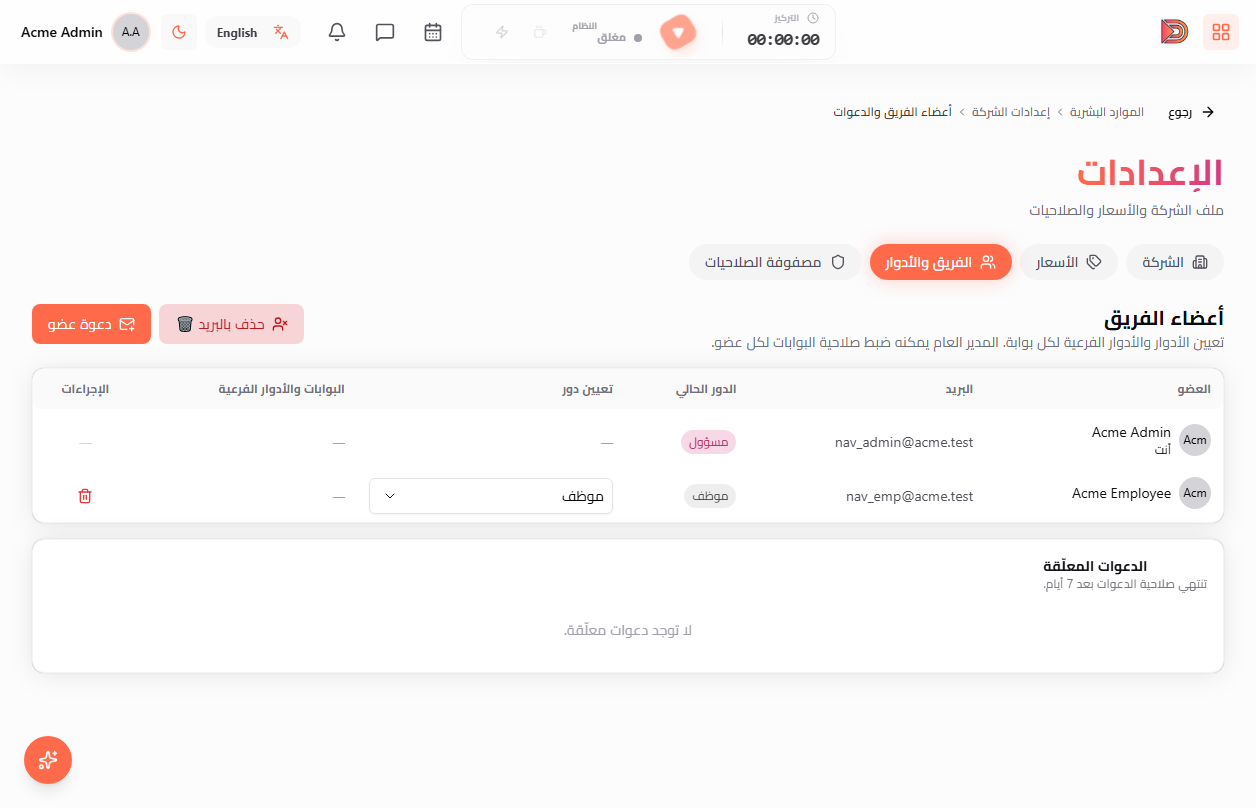 التركيز
00:00:00
النظام
مغلق
English
A.A
Acme Admin
رجوع
الموارد البشرية > إعدادات الشركة > أعضاء الفريق والدعوات
الإعدادات
ملف الشركة والأسعار والصلاحيات
الشركة
الأسعار
الفريق والأدوار
مصفوفة الصلاحيات
أعضاء الفريق
تعيين الأدوار والأدوار الفرعية لكل بوابة. المدير العام يمكنه ضبط صلاحية البوابات لكل عضو.
حذف بالبريد
دعوة عضو
العضو البريد الدور الحالي تعيين دور البوابات والأدوار الفرعية الإجراءات
Acm Acme Admin nav_admin@acme.test مسؤول — — —
أنت
Acm Acme Employee nav_emp@acme.test موظف موظف —
الدعوات المعلّقة
تنتهي صلاحية الدعوات بعد 7 أيام.
لا توجد دعوات معلّقة.